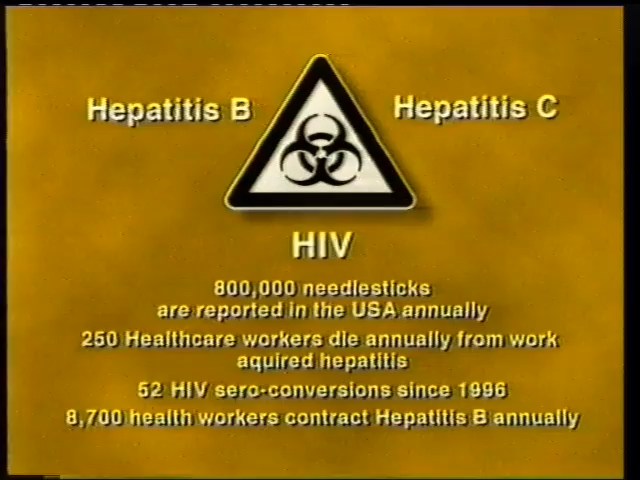 Hepatitis B
Hepatitis C
HIV
800,000 needlesticks
are reported in the USA annually
250 Healthcare workers die annually from work
aquired hepatitis
52 HIV sero-conversions since 1996
8,700 health workers contract Hepatitis B annually